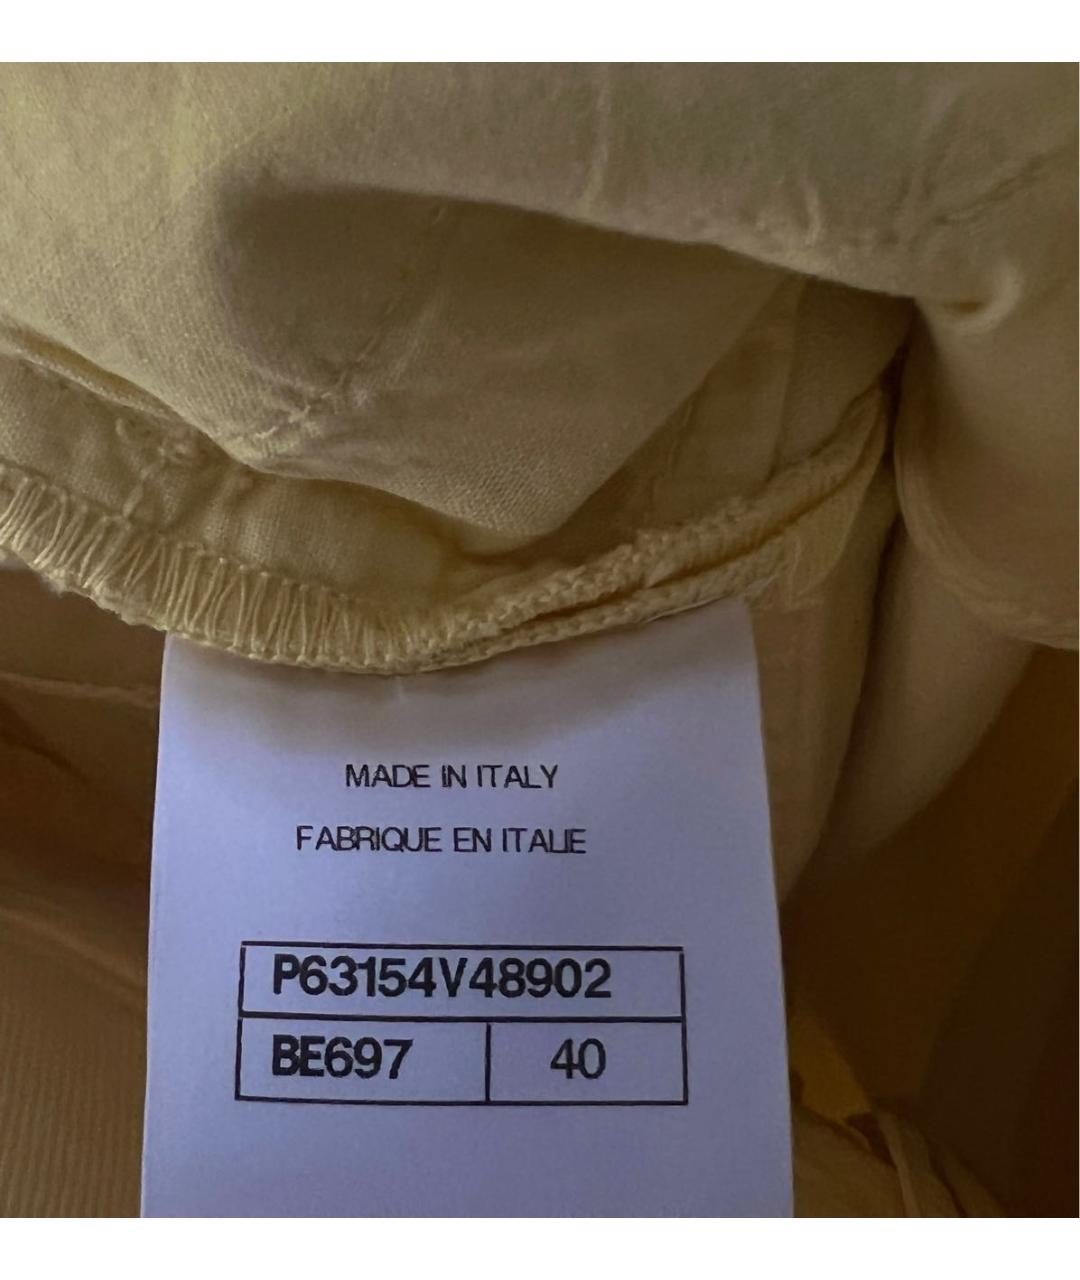 MADE IN ITALY
FABRIQUE EN ITALIE
P63154V48902
BE697 40